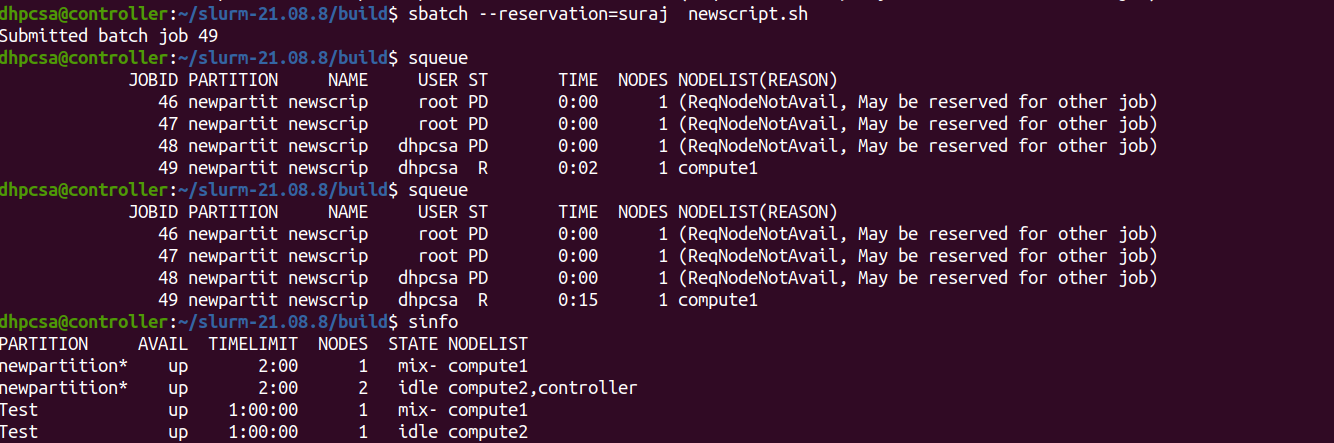 dhpcsa@controller:~/slurm-21.08.8/build$ sbatch --reservation=suraj  newscript.sh
Submitted batch job 49
dhpcsa@controller:~/slurm-21.08.8/build$ squeue
             JOBID PARTITION     NAME     USER ST       TIME  NODES NODELIST(REASON)
                46 newpartit newscrip     root PD       0:00      1 (ReqNodeNotAvail, May be reserved for other job)
                47 newpartit newscrip     root PD       0:00      1 (ReqNodeNotAvail, May be reserved for other job)
                48 newpartit newscrip   dhpcsa PD       0:00      1 (ReqNodeNotAvail, May be reserved for other job)
                49 newpartit newscrip   dhpcsa  R       0:02      1 compute1
dhpcsa@controller:~/slurm-21.08.8/build$ squeue
             JOBID PARTITION     NAME     USER ST       TIME  NODES NODELIST(REASON)
                46 newpartit newscrip     root PD       0:00      1 (ReqNodeNotAvail, May be reserved for other job)
                47 newpartit newscrip     root PD       0:00      1 (ReqNodeNotAvail, May be reserved for other job)
                48 newpartit newscrip   dhpcsa PD       0:00      1 (ReqNodeNotAvail, May be reserved for other job)
                49 newpartit newscrip   dhpcsa  R       0:15      1 compute1
dhpcsa@controller:~/slurm-21.08.8/build$ sinfo
PARTITION     AVAIL  TIMELIMIT  NODES  STATE NODELIST
newpartition*    up       2:00      1   mix- compute1
newpartition*    up       2:00      2   idle compute2,controller
Test             up    1:00:00      1   mix- compute1
Test             up    1:00:00      1   idle compute2